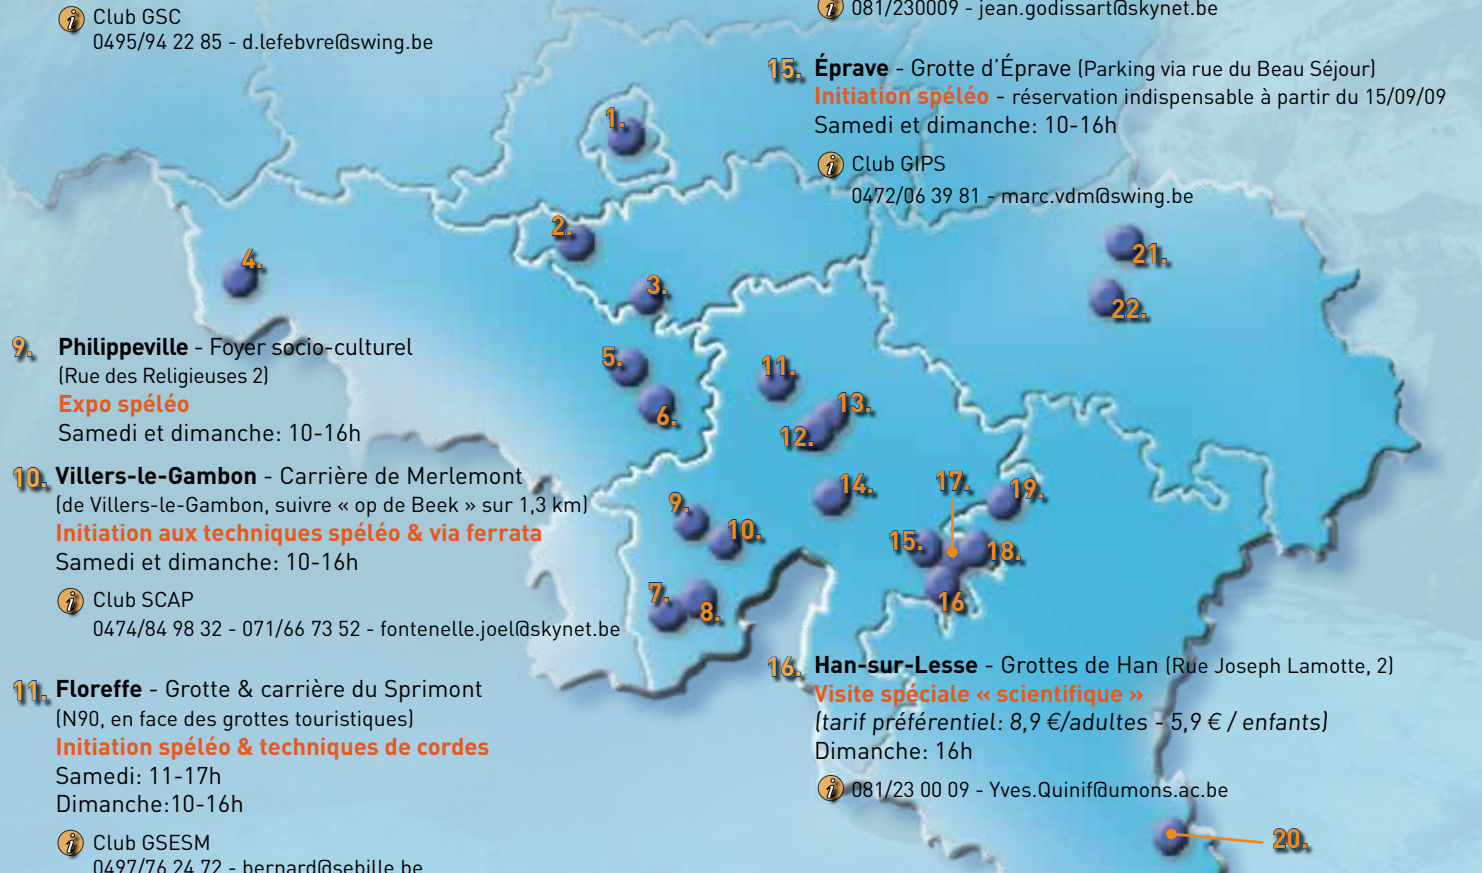 Club GSC
0495/94 22 85 - d.lefebvre@swing.be
9. Philippeville - Foyer socio-culturel
(Rue des Religieuses 2)
Expo spéléo
Samedi et dimanche: 10-16h
10. Villers-le-Gambon - Carrière de Merlemont
(de Villers-le-Gambon, suivre « op de Beek » sur 1,3 km)
Initiation aux techniques spéléo & via ferrata
Samedi et dimanche: 10-16h
Club SCAP
0474/84 98 32 - 071/66 73 52 - fontenelle.joel@skynet.be
11. Floreffe - Grotte & carrière du Sprimont
(N90, en face des grottes touristiques)
Initiation spéléo & techniques de cordes
Samedi: 11-17h
Dimanche:10-16h
Club GSESM
0497/76 24 72 - bernard@sebille.be
081/230009 - jean.godissart@skynet.be
15. Éprave - Grotte d'Éprave (Parking via rue du Beau Séjour)
Initiation spéléo - réservation indispensable à partir du 15/09/09
Samedi et dimanche: 10-16h
Club GIPS
0472/06 39 81 - marc.vdm@swing.be
16. Han-sur-Lesse - Grottes de Han (Rue Joseph Lamotte, 2)
Visite spéciale « scientifique »
(tarif préférentiel: 8,9 €/adultes - 5,9 € / enfants)
Dimanche: 16h
081/23 00 09 - Yves.Quinif@umons.ac.be
1.
2.
3.
4.
5.
6.
7.
8.
9.
10.
11.
12.
13.
14.
15.
16
17.
18.
19.
20.
21.
22.